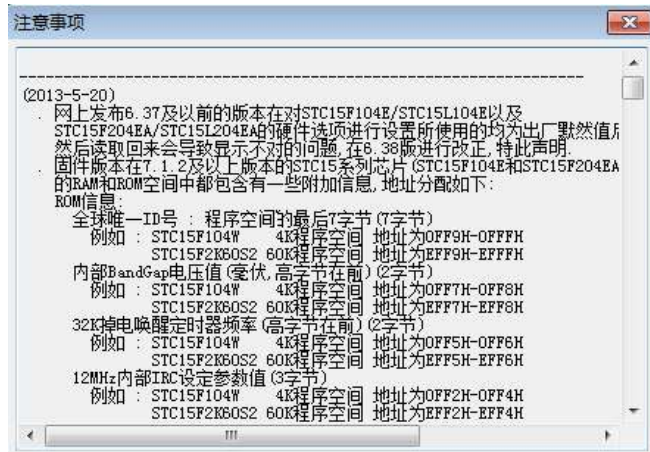 注意事项
----------------------------------------------------------------
(2013-5-20)
. 网上发布6.37及以前的版本在对STC15F104E/STC15L104E以及
STC15F204EA/STC15L204EA的硬件选项进行设置所使用的均为出厂默然值,
然后读取回来会导致显示不对的问题,在6.38版进行改正,特此声明.
. 固件版本在7.1.2及以上版本的STC15系列芯片(STC15F104E和STC15F204EA
的RAM和ROM空间中都包含有一些附加信息,地址分配如下:
ROM信息:
全球唯一ID号 : 程序空间的最后7字节(7字节)
例如 : STC15F104W 4K程序空间 地址为0FF9H-0FFFH
STC15F2K60S2 60K程序空间 地址为EFF9H-EFFFH
内部BandGap电压值(毫伏,高字节在前)(2字节)
例如 : STC15F104W 4K程序空间 地址为0FF7H-0FF8H
STC15F2K60S2 60K程序空间 地址为EFF7H-EFF8H
32K掉电唤醒定时器频率(高字节在前)(2字节)
例如 : STC15F104W 4K程序空间 地址为0FF5H-0FF6H
STC15F2K60S2 60K程序空间 地址为EFF5H-EFF6H
12MHz内部IRC设定参数值(3字节)
例如 : STC15F104W 4K程序空间 地址为0FF2H-0FF4H
STC15F2K60S2 60K程序空间 地址为EFF2H-EFF4H